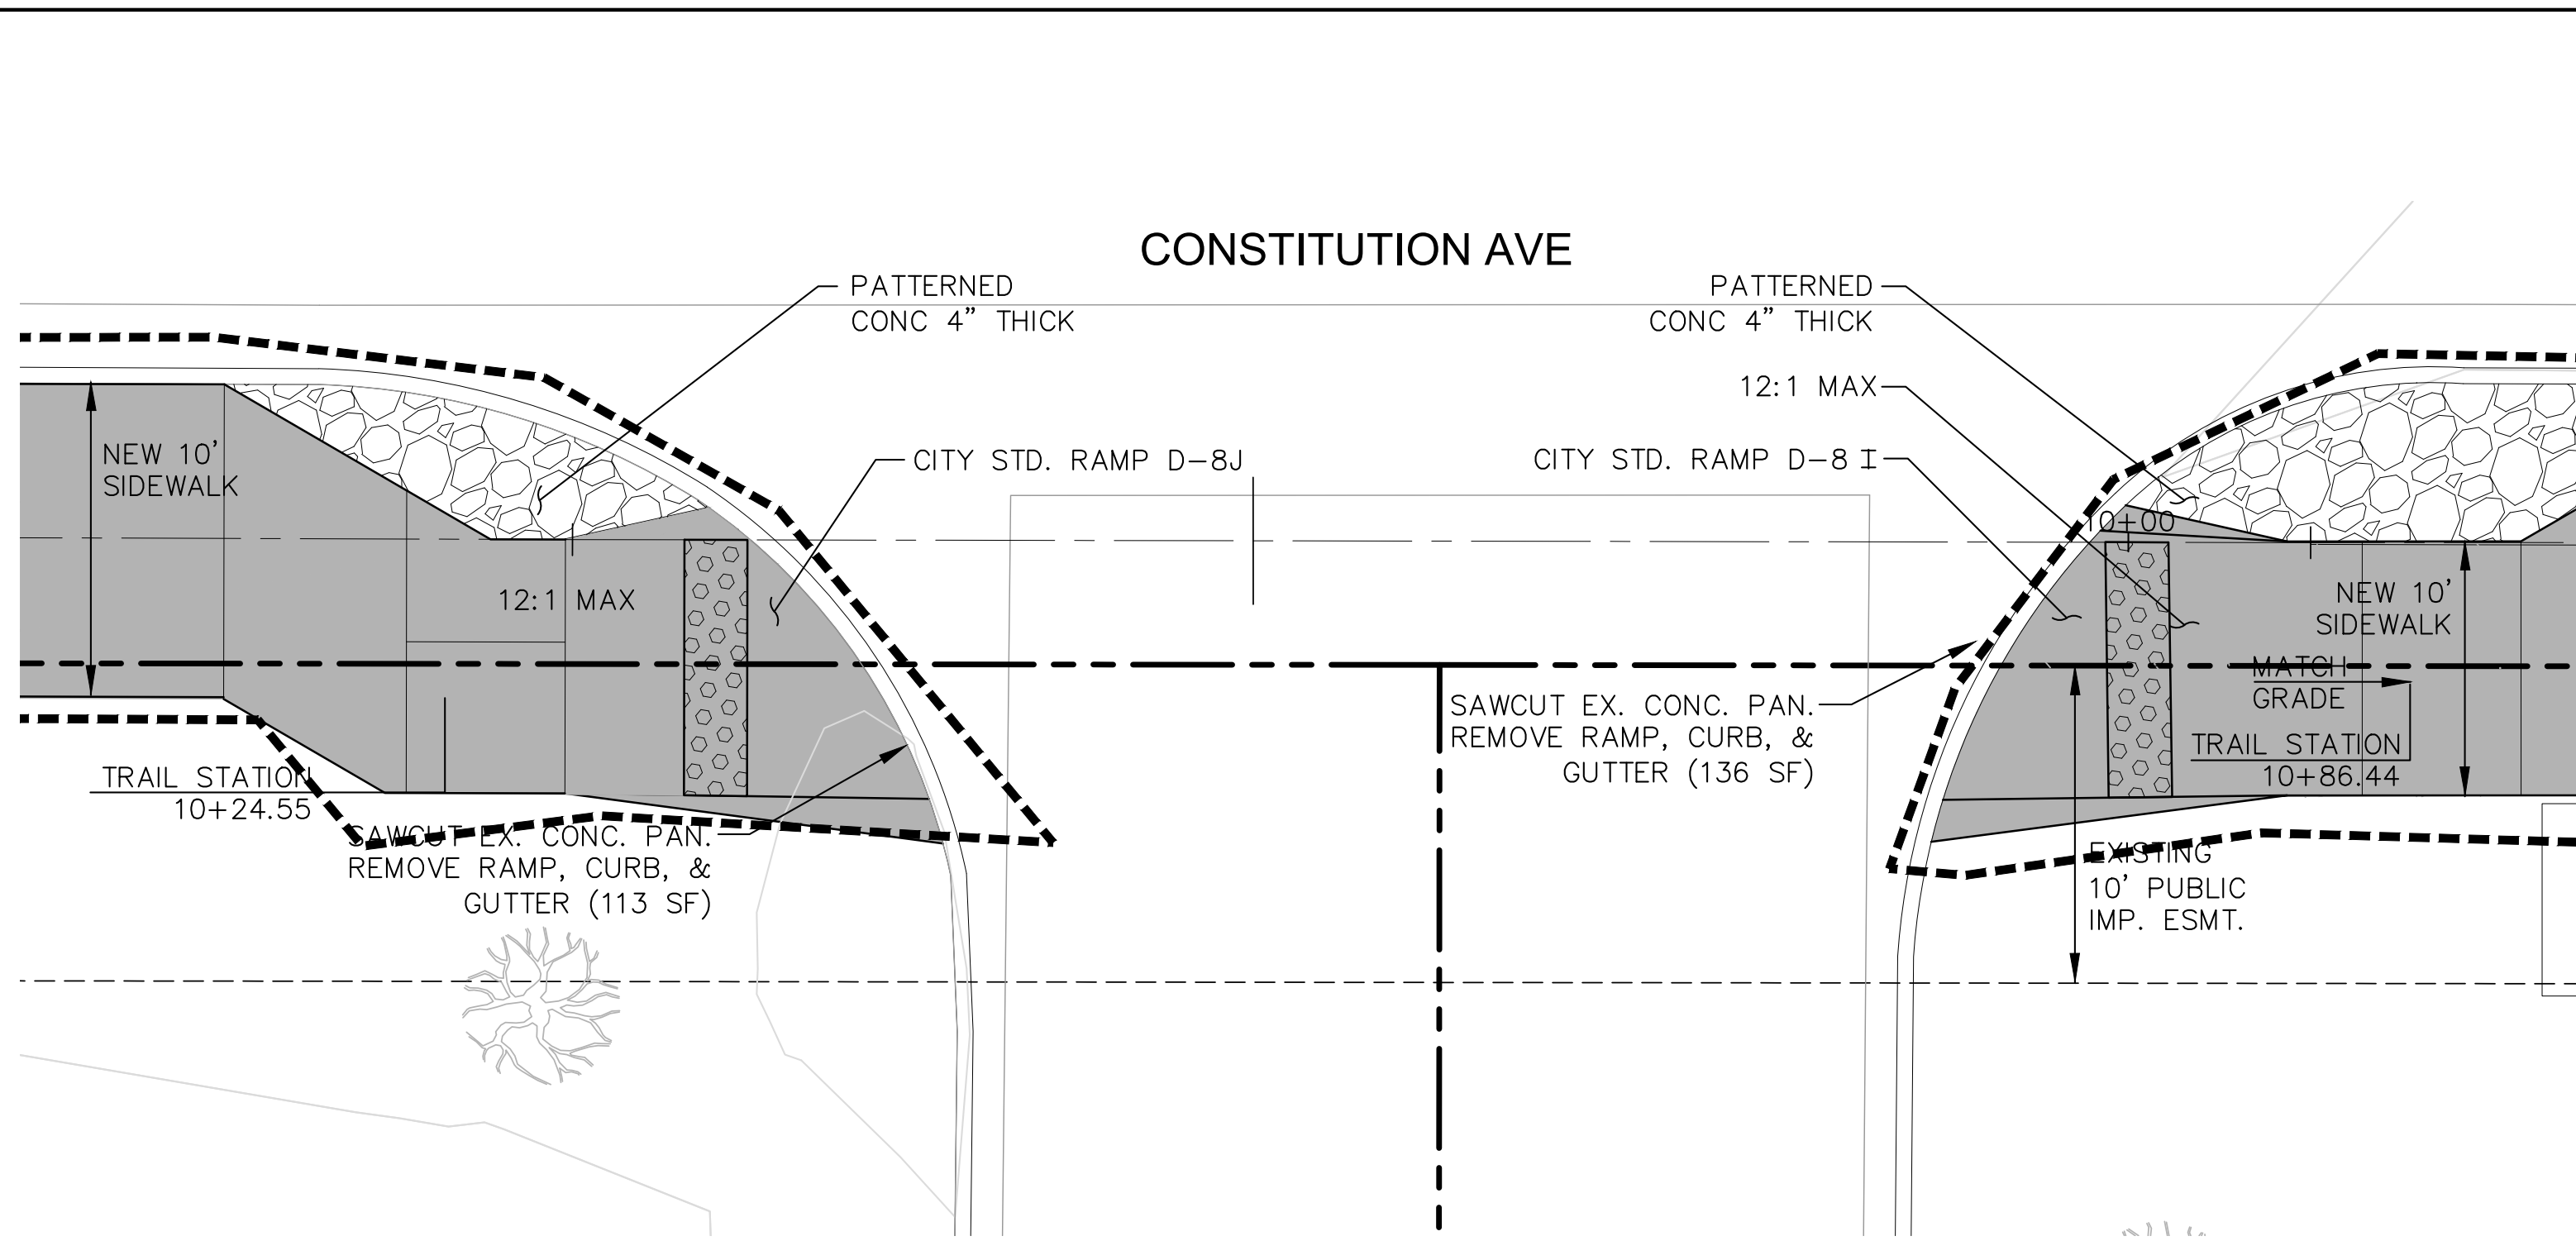 CONSTITUTION AVE
PATTERNED
CONC 4” THICK
PATTERNED
CONC 4” THICK
12:1 MAX
CITY STD. RAMP D-8J
CITY STD. RAMP D-8 I
NEW 10’
SIDEWALK
10+00
12:1 MAX
NEW 10’
SIDEWALK
MATCH
GRADE
SAWCUT EX. CONC. PAN.
REMOVE RAMP, CURB, &
GUTTER (136 SF)
TRAIL STATION
10+86.44
TRAIL STATION
10+24.55
SAWCUT EX. CONC. PAN.
REMOVE RAMP, CURB, &
GUTTER (113 SF)
EXISTING
10’ PUBLIC
IMP. ESMT.